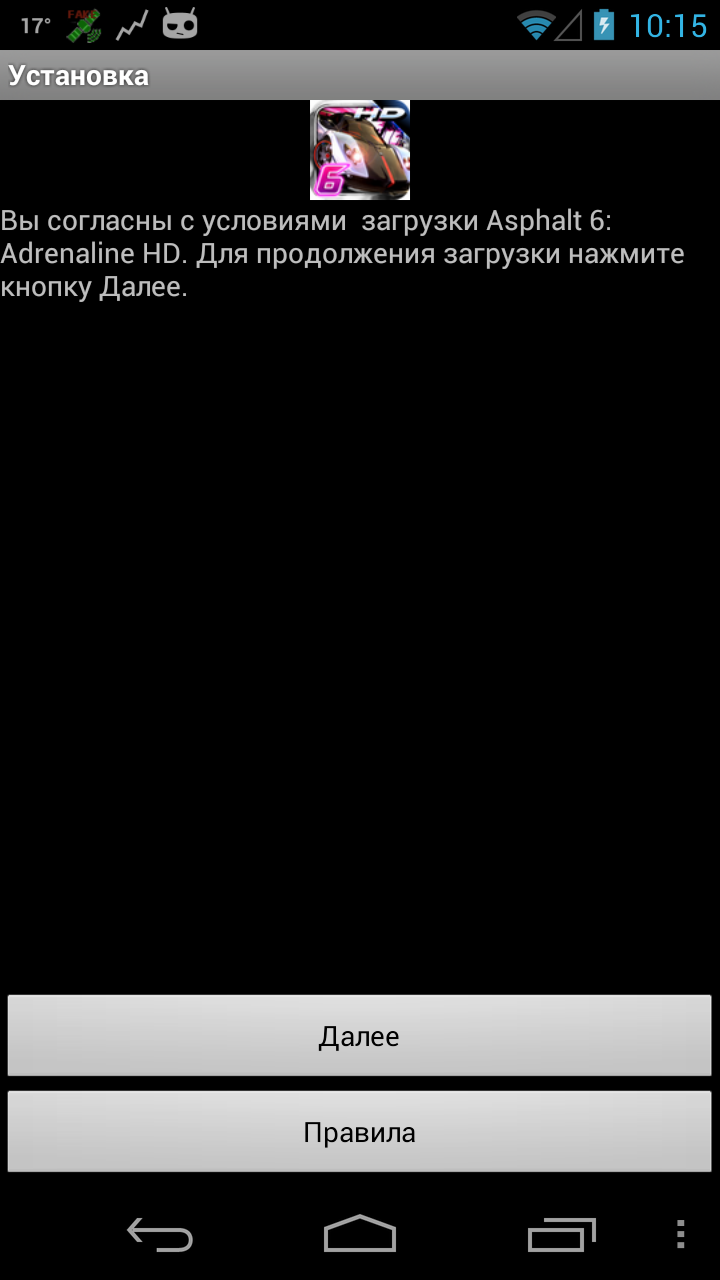 17°
FAKE
10:15
Установка
HD
6
Вы согласны с условиями  загрузки Asphalt 6:
Adrenaline HD. Для продолжения загрузки нажмите
кнопку Далее.
Далее
Правила